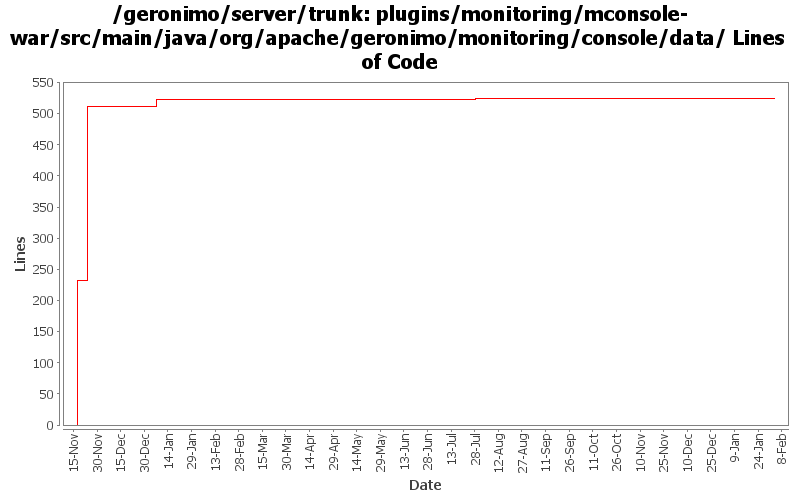 /geronimo/server/trunk: plugins/monitoring/mconsole-
war/src/main/java/org/apache/geronimo/monitoring/console/data/ Lines
of Code
550
500
450
400
350
300
250
200
150
100
50
0
Lines
15-Nov
30-Nov
15-Dec
30-Dec
14-Jan
29-Jan
13-Feb
28-Feb
15-Mar
30-Mar
14-Apr
29-Apr
14-May
29-May
13-Jun
28-Jun
13-Jul
28-Jul
12-Aug
27-Aug
11-Sep
26-Sep
11-Oct
26-Oct
10-Nov
25-Nov
10-Dec
25-Dec
9-Jan
24-Jan
8-Feb
Date